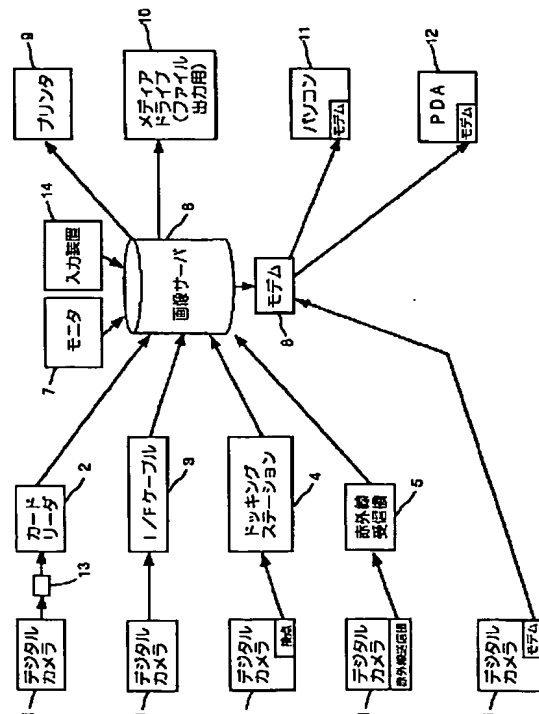 9
プリンタ
10
メディア
ドライブ
(ファイル
出力用)
11
パソコン
モデム
12
PDA
モデム
14
入力装置
7
モニタ
6
画像サーバ
モデム
8
2
カード
リーダ
13
デジタル
カメラ
3
I/Fケーブル
デジタル
カメラ
4
ドッキング
ステーション
デジタル
カメラ
接点
5
赤外線
受信機
デジタル
カメラ
赤外線送信機
デジタル
カメラ
モデム